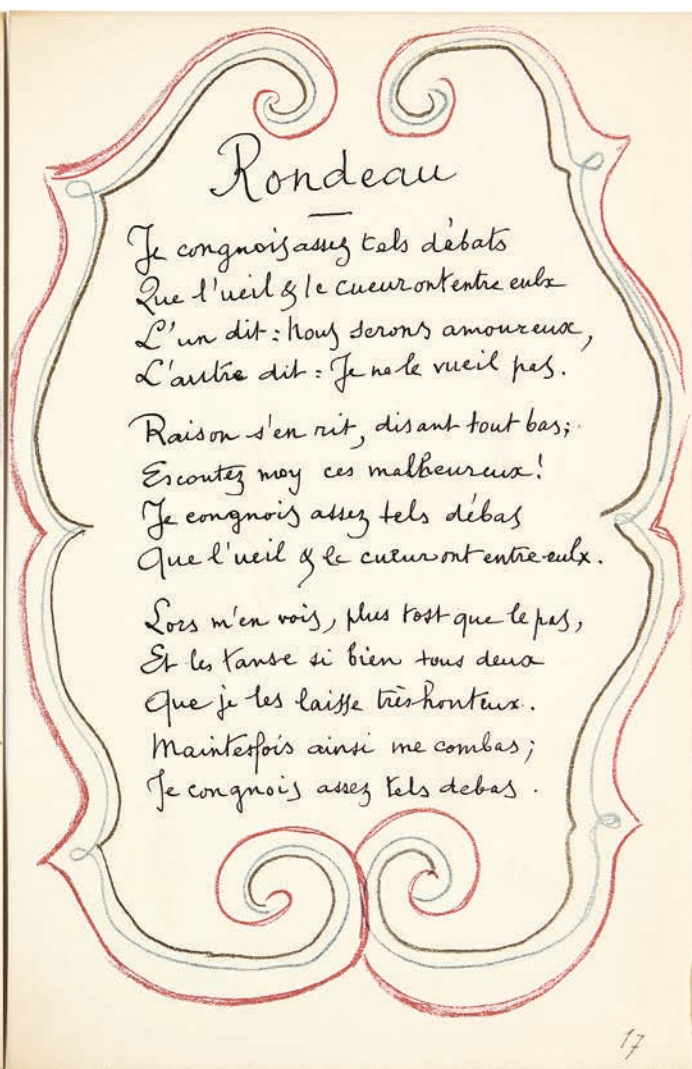 Rondeau
Je congnois assez tels débats
Que l'ueil & le cueur ont entre eulx
L'un dit : nous serons amoureux,
L'autre dit : Je ne le vueil pas.
Raison s'en rit, disant tout bas;
Escoutez moy ces malheureux!
Je congnois assez tels débas
Que l'ueil & le cueur ont entre-eulx.
Lors m'en vois, plus tost que le pas,
Et les tanse si bien tous deux
Que je les laisse très honteux.
Maintesfois ainsi me combas;
Je congnois assez tels debas.
17